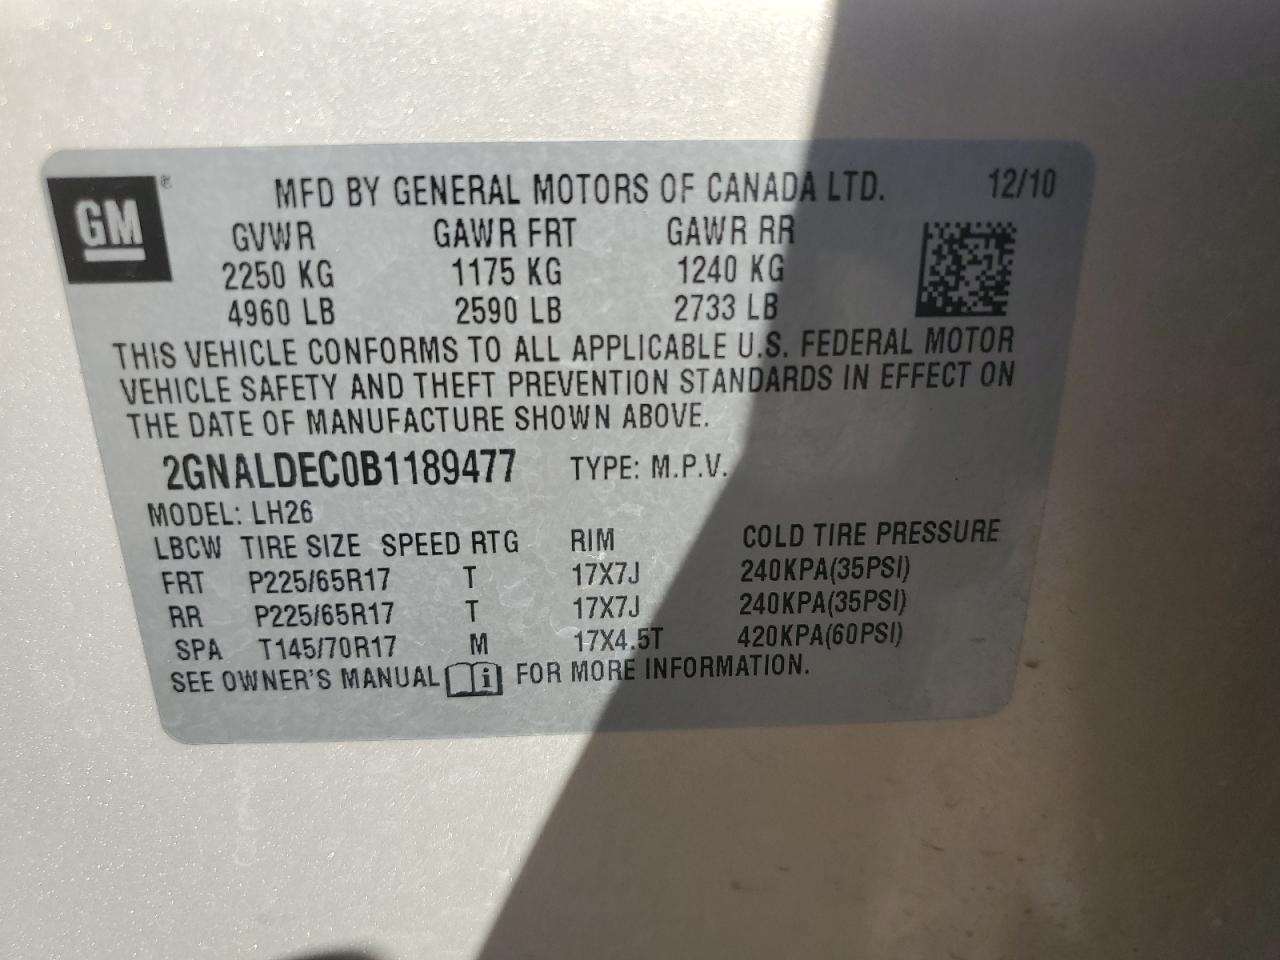 GM ®
MFD BY GENERAL MOTORS OF CANADA LTD. 12/10
GVWR GAWR FRT GAWR RR
2250 KG 1175 KG 1240 KG
4960 LB 2590 LB 2733 LB
THIS VEHICLE CONFORMS TO ALL APPLICABLE U.S. FEDERAL MOTOR
VEHICLE SAFETY AND THEFT PREVENTION STANDARDS IN EFFECT ON
THE DATE OF MANUFACTURE SHOWN ABOVE.
2GNALDEC0B1189477 TYPE: M.P.V.
MODEL: LH26
LBCW TIRE SIZE SPEED RTG RIM COLD TIRE PRESSURE
FRT P225/65R17 T 17X7J 240KPA(35PSI)
RR P225/65R17 T 17X7J 240KPA(35PSI)
SPA T145/70R17 M 17X4.5T 420KPA(60PSI)
SEE OWNER'S MANUAL i FOR MORE INFORMATION.